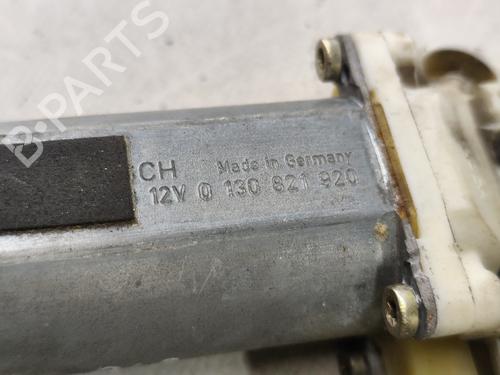 B-PARTS
CH Made in Germany
12V 0 130 821 920